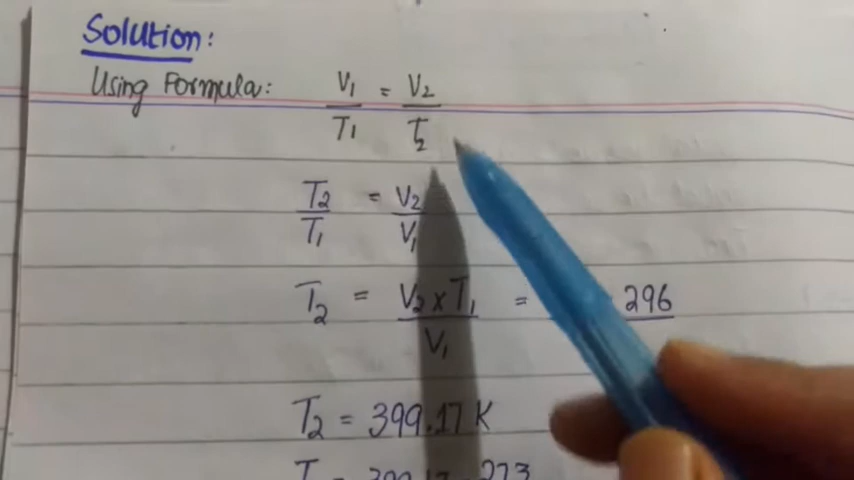 Solution:
Using Formula: V1/T1 = V2/T2
T2/T1 = V2/V1
T2 = V2 x T1/V1 = 296
T2 = 399.17 K
273